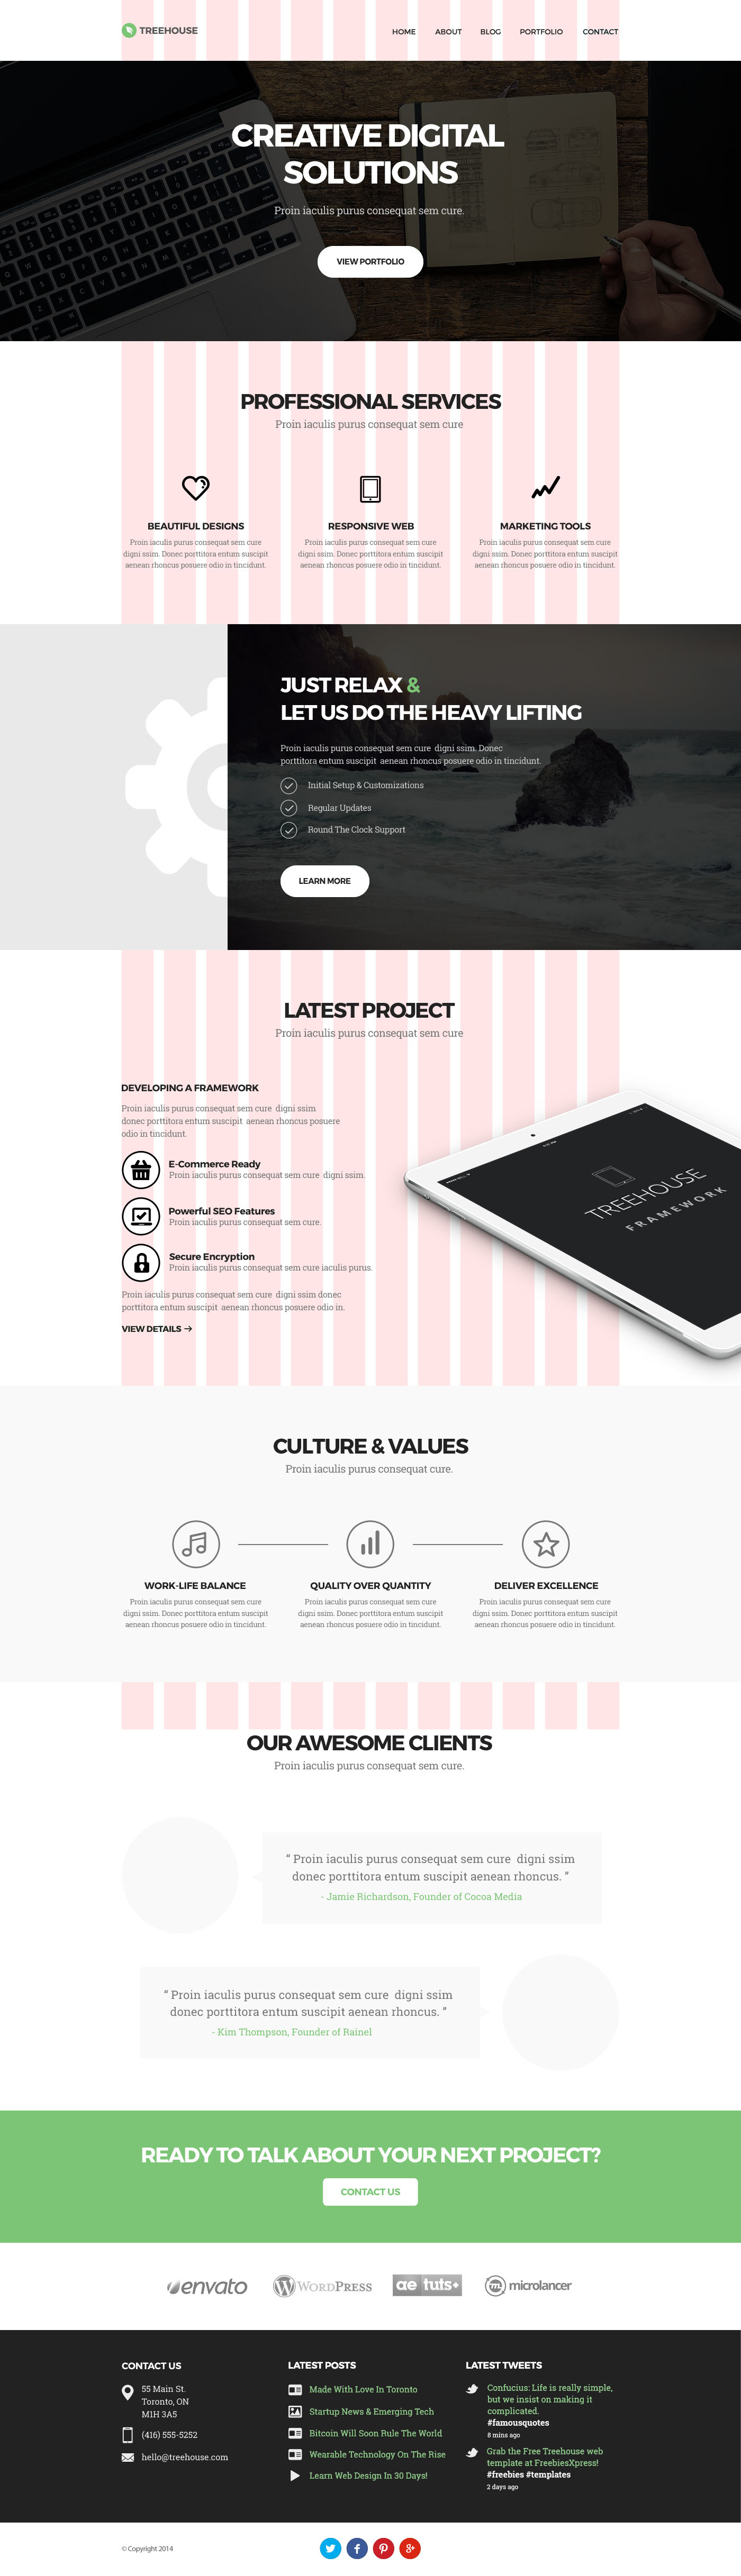 TREEHOUSE
HOME ABOUT BLOG PORTFOLIO CONTACT
CREATIVE DIGITAL
SOLUTIONS
Proin iaculis purus consequat sem cure.
VIEW PORTFOLIO
PROFESSIONAL SERVICES
Proin iaculis purus consequat sem cure
BEAUTIFUL DESIGNS
Proin iaculis purus consequat sem cure
digni ssim. Donec porttitora entum suscipit
aenean rhoncus posuere odio in tincidunt.
RESPONSIVE WEB
Proin iaculis purus consequat sem cure
digni ssim. Donec porttitora entum suscipit
aenean rhoncus posuere odio in tincidunt.
MARKETING TOOLS
Proin iaculis purus consequat sem cure
digni ssim. Donec porttitora entum suscipit
aenean rhoncus posuere odio in tincidunt.
JUST RELAX &
LET US DO THE HEAVY LIFTING
Proin iaculis purus consequat sem cure digni ssim. Donec
porttitora entum suscipit aenean rhoncus posuere odio in tincidunt.
Initial Setup & Customizations
Regular Updates
Round The Clock Support
LEARN MORE
LATEST PROJECT
Proin iaculis purus consequat sem cure
DEVELOPING A FRAMEWORK
Proin iaculis purus consequat sem cure digni ssim
donec porttitora entum suscipit aenean rhoncus posuere
odio in tincidunt.
E-Commerce Ready
Proin iaculis purus consequat sem cure digni ssim.
Powerful SEO Features
Proin iaculis purus consequat sem cure.
Secure Encryption
Proin iaculis purus consequat sem cure iaculis purus.
Proin iaculis purus consequat sem cure digni ssim donec
porttitora entum suscipit aenean rhoncus posuere odio in.
VIEW DETAILS →
TREEHOUSE
FRAMEWORK
CULTURE & VALUES
Proin iaculis purus consequat cure.
WORK-LIFE BALANCE
Proin iaculis purus consequat sem cure
digni ssim. Donec porttitora entum suscipit
aenean rhoncus posuere odio in tincidunt.
QUALITY OVER QUANTITY
Proin iaculis purus consequat sem cure
digni ssim. Donec porttitora entum suscipit
aenean rhoncus posuere odio in tincidunt.
DELIVER EXCELLENCE
Proin iaculis purus consequat sem cure
digni ssim. Donec porttitora entum suscipit
aenean rhoncus posuere odio in tincidunt.
OUR AWESOME CLIENTS
Proin iaculis purus consequat sem cure.
“ Proin iaculis purus consequat sem cure digni ssim
donec porttitora entum suscipit aenean rhoncus. ”
- Jamie Richardson, Founder of Cocoa Media
“ Proin iaculis purus consequat sem cure digni ssim
donec porttitora entum suscipit aenean rhoncus. ”
- Kim Thompson, Founder of Rainel
READY TO TALK ABOUT YOUR NEXT PROJECT?
CONTACT US
envato WORDPRESS ae tuts+ microlancer
CONTACT US
55 Main St.
Toronto, ON
M1H 3A5
(416) 555-5252
hello@treehouse.com
LATEST POSTS
Made With Love In Toronto
Startup News & Emerging Tech
Bitcoin Will Soon Rule The World
Wearable Technology On The Rise
Learn Web Design In 30 Days!
LATEST TWEETS
Confucius: Life is really simple,
but we insist on making it
complicated.
#famousquotes
8 mins ago
Grab the Free Treehouse web
template at FreebiesXpress!
#freebies #templates
2 days ago
© Copyright 2014